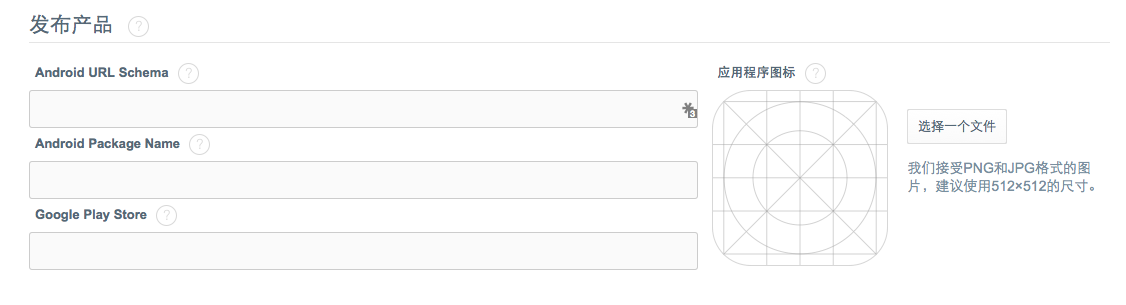 发布产品 ?
Android URL Schema ?
3
Android Package Name ?
Google Play Store ?
应用程序图标 ?
选择一个文件
我们接受PNG和JPG格式的图
片，建议使用512×512的尺寸。